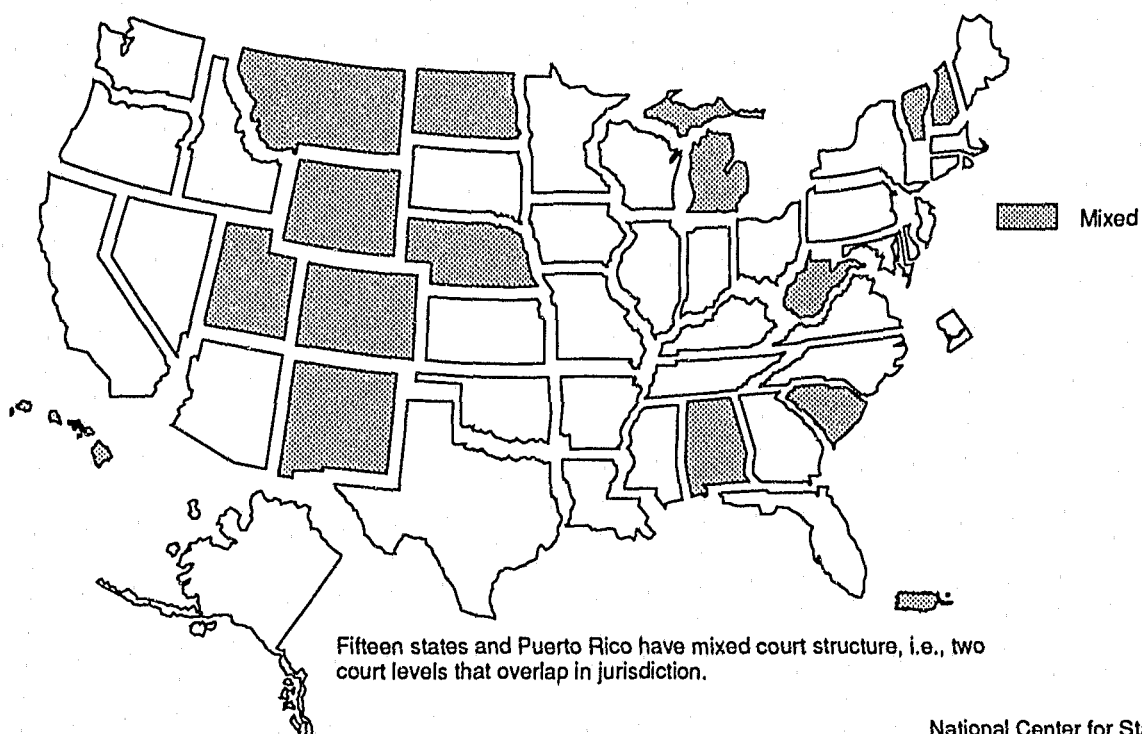 Mixed
Fifteen states and Puerto Rico have mixed court structure, i.e., two
court levels that overlap in jurisdiction.
National Center for